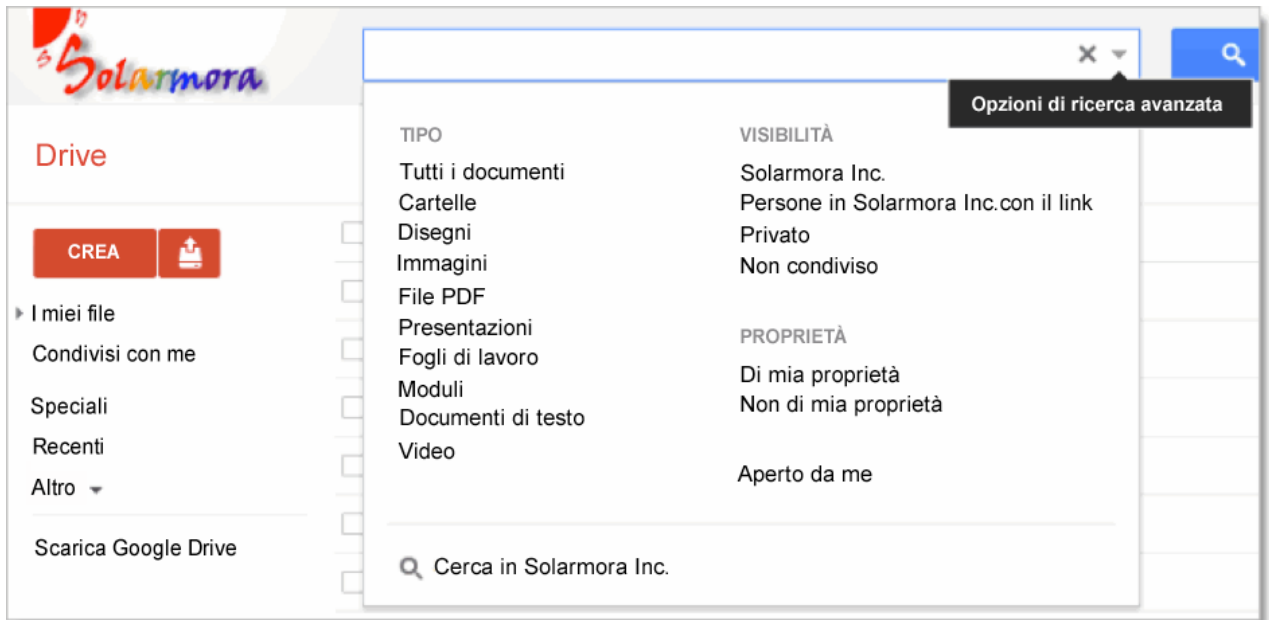 Solarmora
Opzioni di ricerca avanzata
Drive
CREA
I miei file
Condivisi con me
Speciali
Recenti
Altro
Scarica Google Drive
TIPO
Tutti i documenti
Cartelle
Disegni
Immagini
File PDF
Presentazioni
Fogli di lavoro
Moduli
Documenti di testo
Video
VISIBILITÀ
Solarmora Inc.
Persone in Solarmora Inc.con il link
Privato
Non condiviso
PROPRIETÀ
Di mia proprietà
Non di mia proprietà
Aperto da me
Cerca in Solarmora Inc.